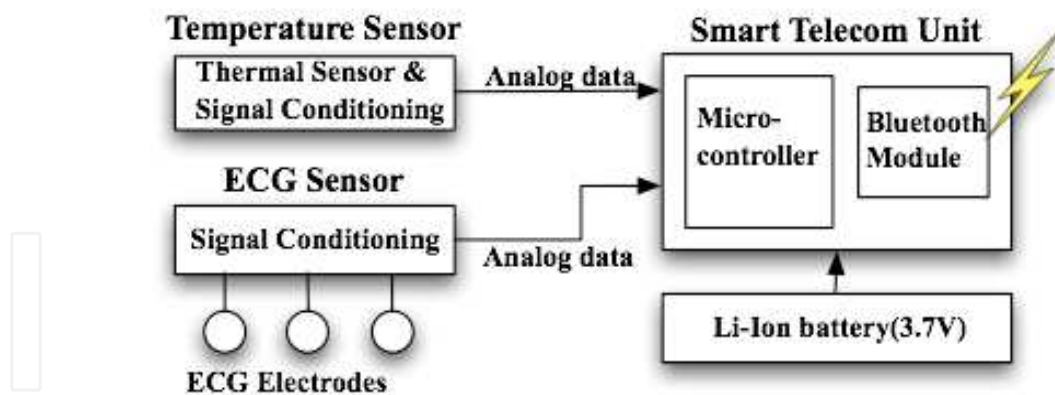 Temperature Sensor
Thermal Sensor &
Signal Conditioning
Analog data
ECG Sensor
Signal Conditioning
Analog data
ECG Electrodes
Smart Telecom Unit
Micro-
controller
Bluetooth
Module
Li-Ion battery(3.7V)